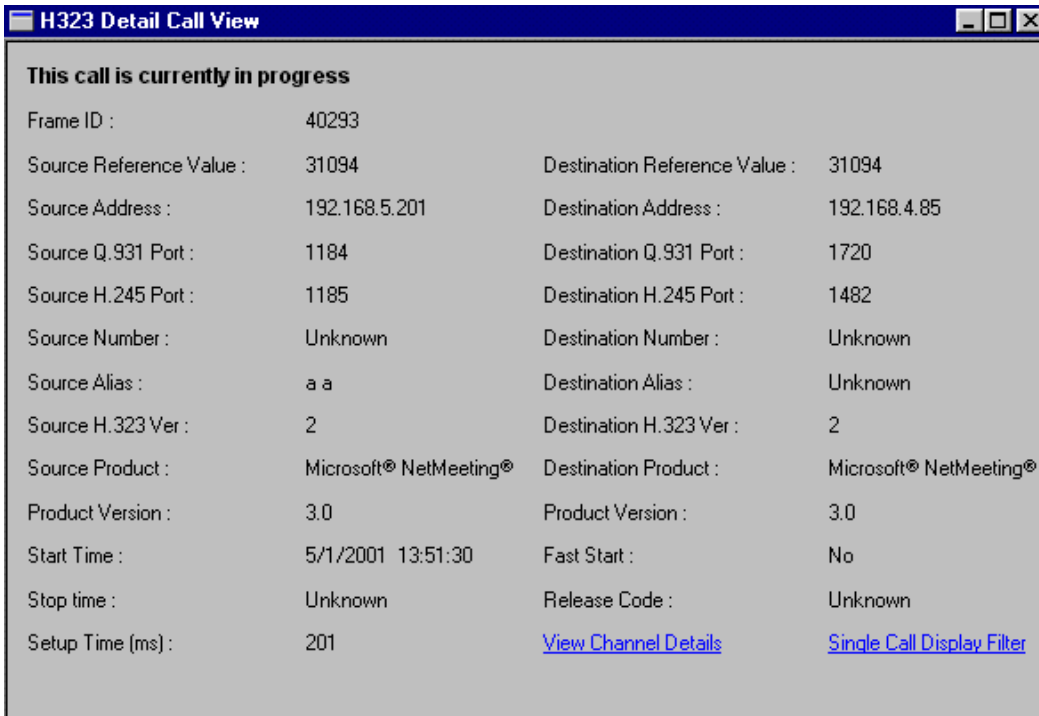 H323 Detail Call View
This call is currently in progress
Frame ID : 40293
Source Reference Value : 31094 Destination Reference Value : 31094
Source Address : 192.168.5.201 Destination Address : 192.168.4.85
Source Q.931 Port : 1184 Destination Q.931 Port : 1720
Source H.245 Port : 1185 Destination H.245 Port : 1482
Source Number : Unknown Destination Number : Unknown
Source Alias : a a Destination Alias : Unknown
Source H.323 Ver : 2 Destination H.323 Ver : 2
Source Product : Microsoft® NetMeeting® Destination Product : Microsoft® NetMeeting®
Product Version : 3.0 Product Version : 3.0
Start Time : 5/1/2001 13:51:30 Fast Start : No
Stop time : Unknown Release Code : Unknown
Setup Time (ms) : 201 View Channel Details Single Call Display Filter